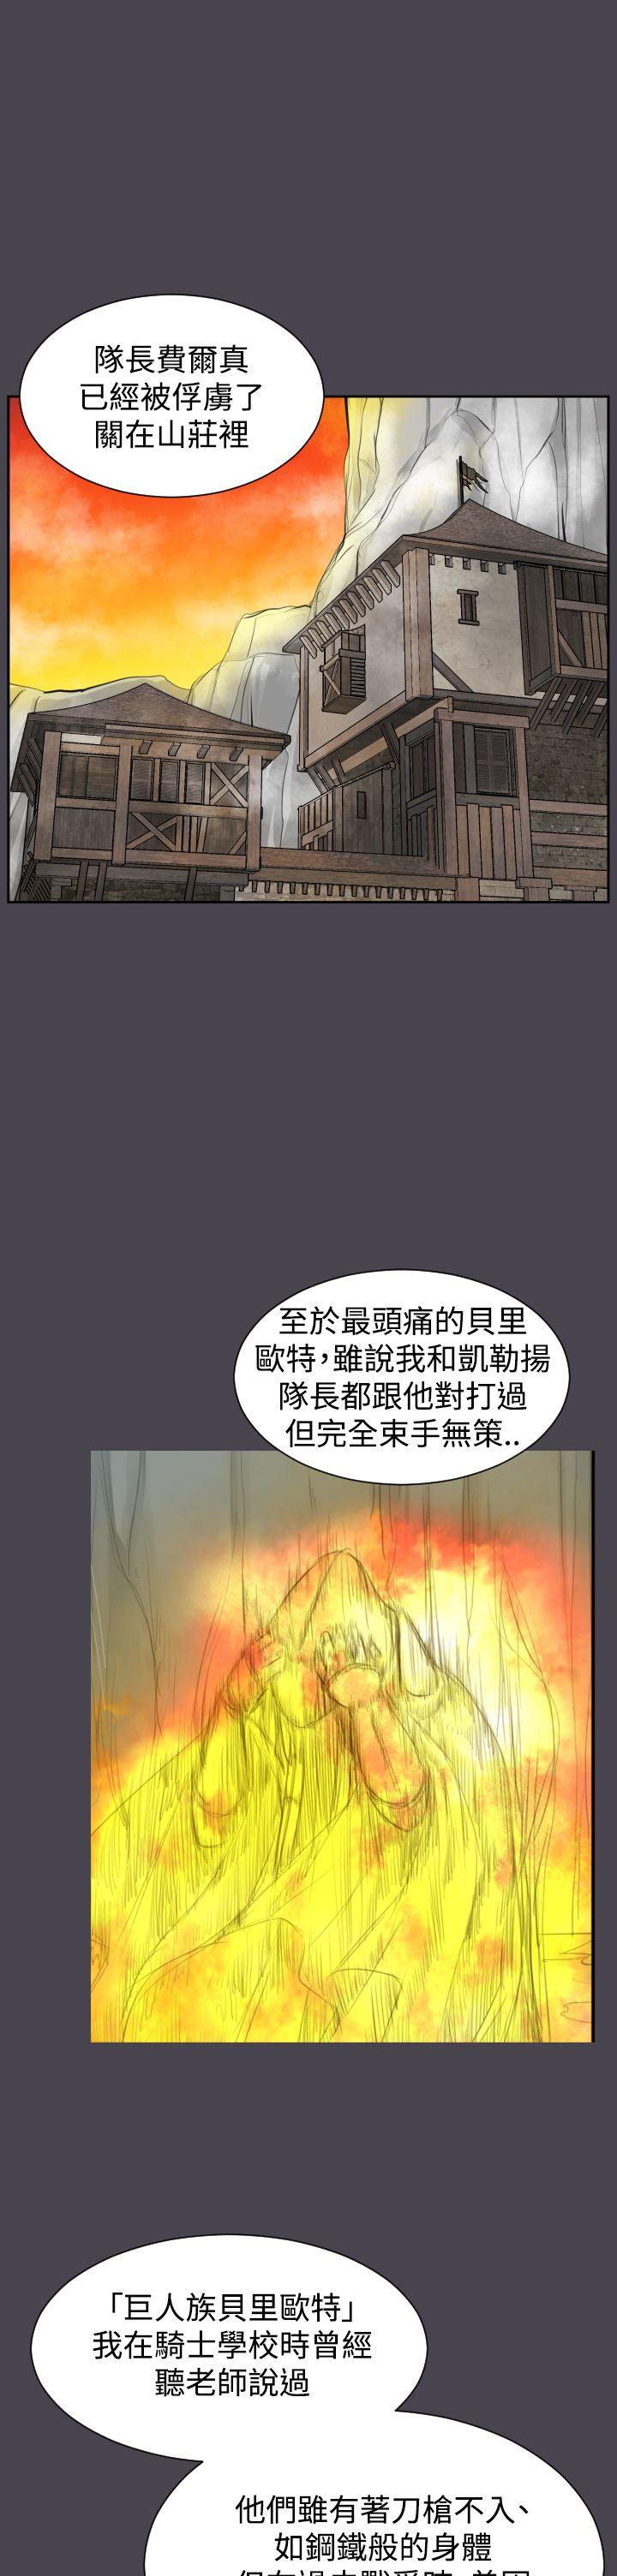 隊長費爾真
已經被俘虜了
關在山莊裡
至於最頭痛的貝里
歐特，雖說我和凱勒揚
隊長都跟他對打過
但完全束手無策..
「巨人族貝里歐特」
我在騎士學校時曾經
聽老師說過
他們雖有著刀槍不入、
如鋼鐵般的身體